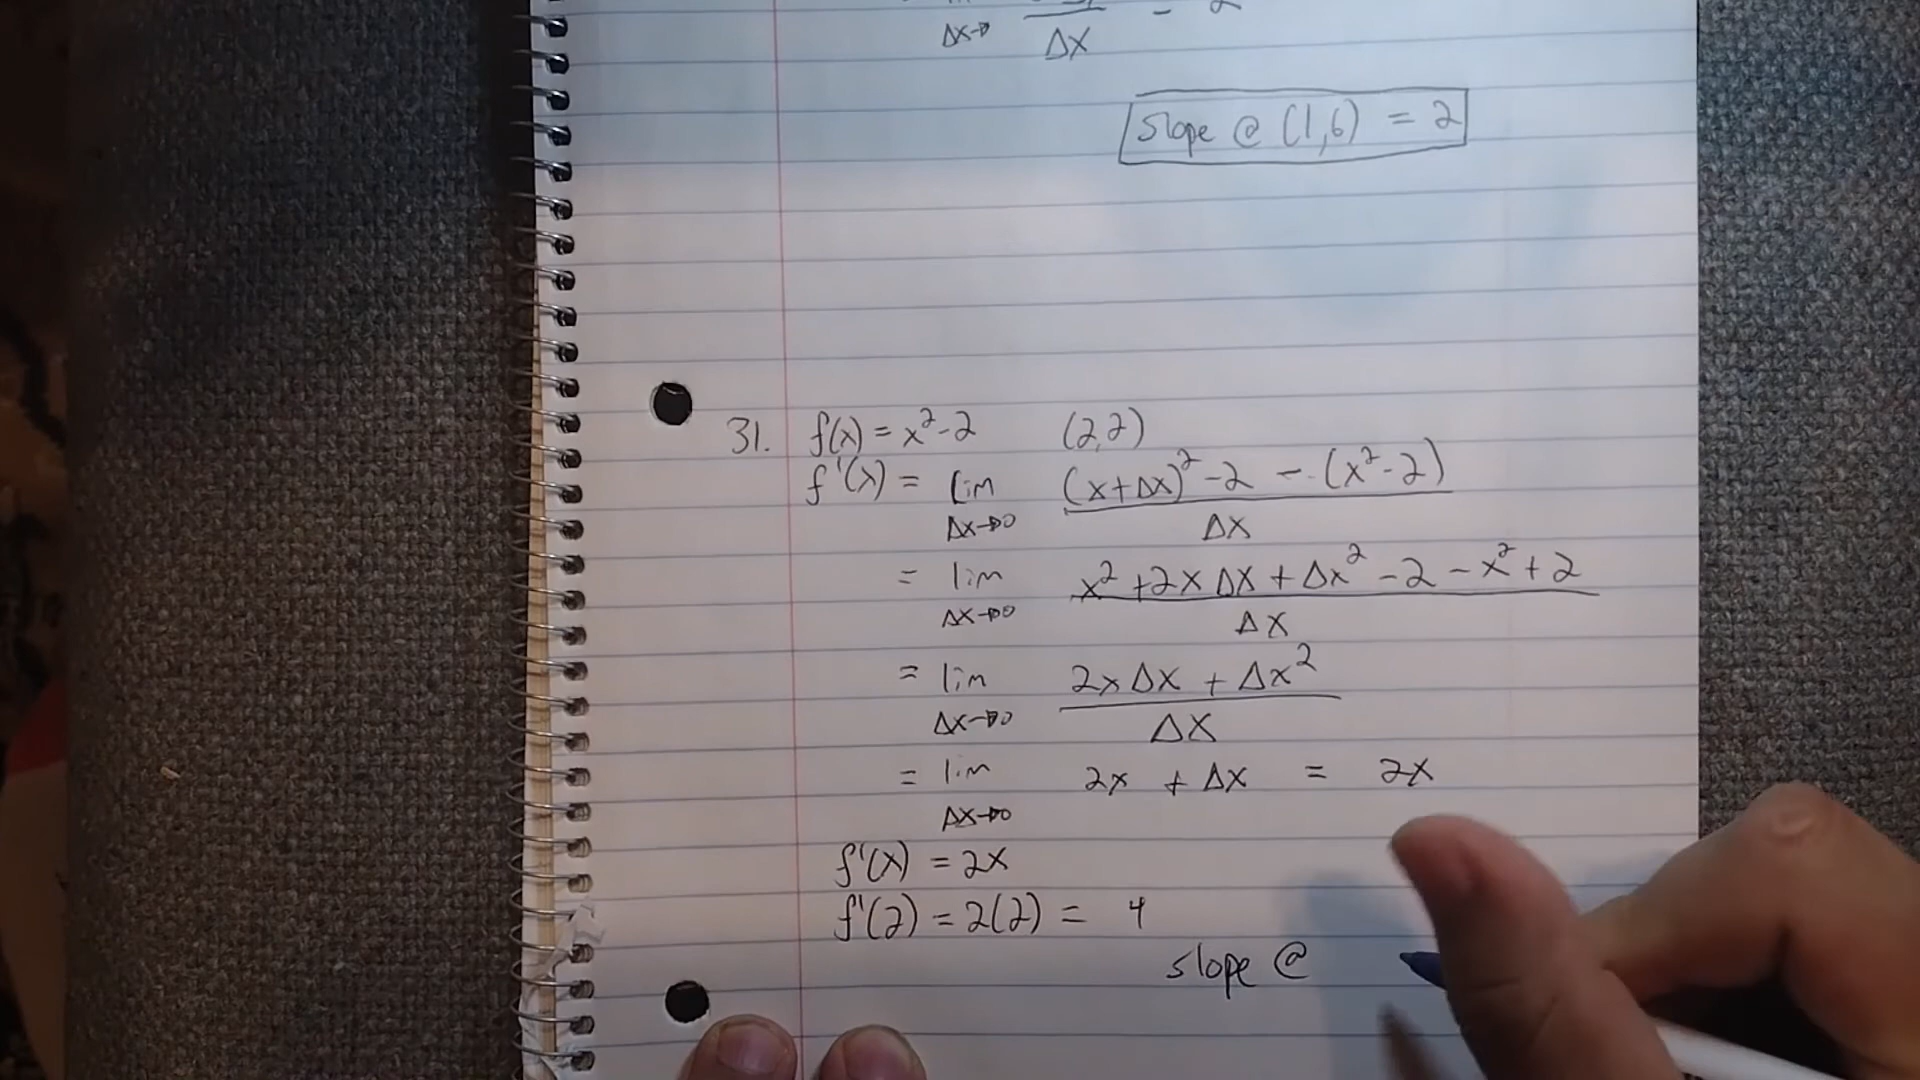 Δx→ Δx - 2
slope @ (1,6) = 2
31. f(x) = x²-2 (2,2)
f'(x) = lim (x+Δx)²-2 - (x²-2)
Δx→0 Δx
= lim x²+2xΔx+Δx²-2-x²+2
Δx→0 Δx
= lim 2xΔx + Δx²
Δx→0 Δx
= lim 2x + Δx = 2x
Δx→0
f'(x) = 2x
f'(2) = 2(2) = 4
slope @